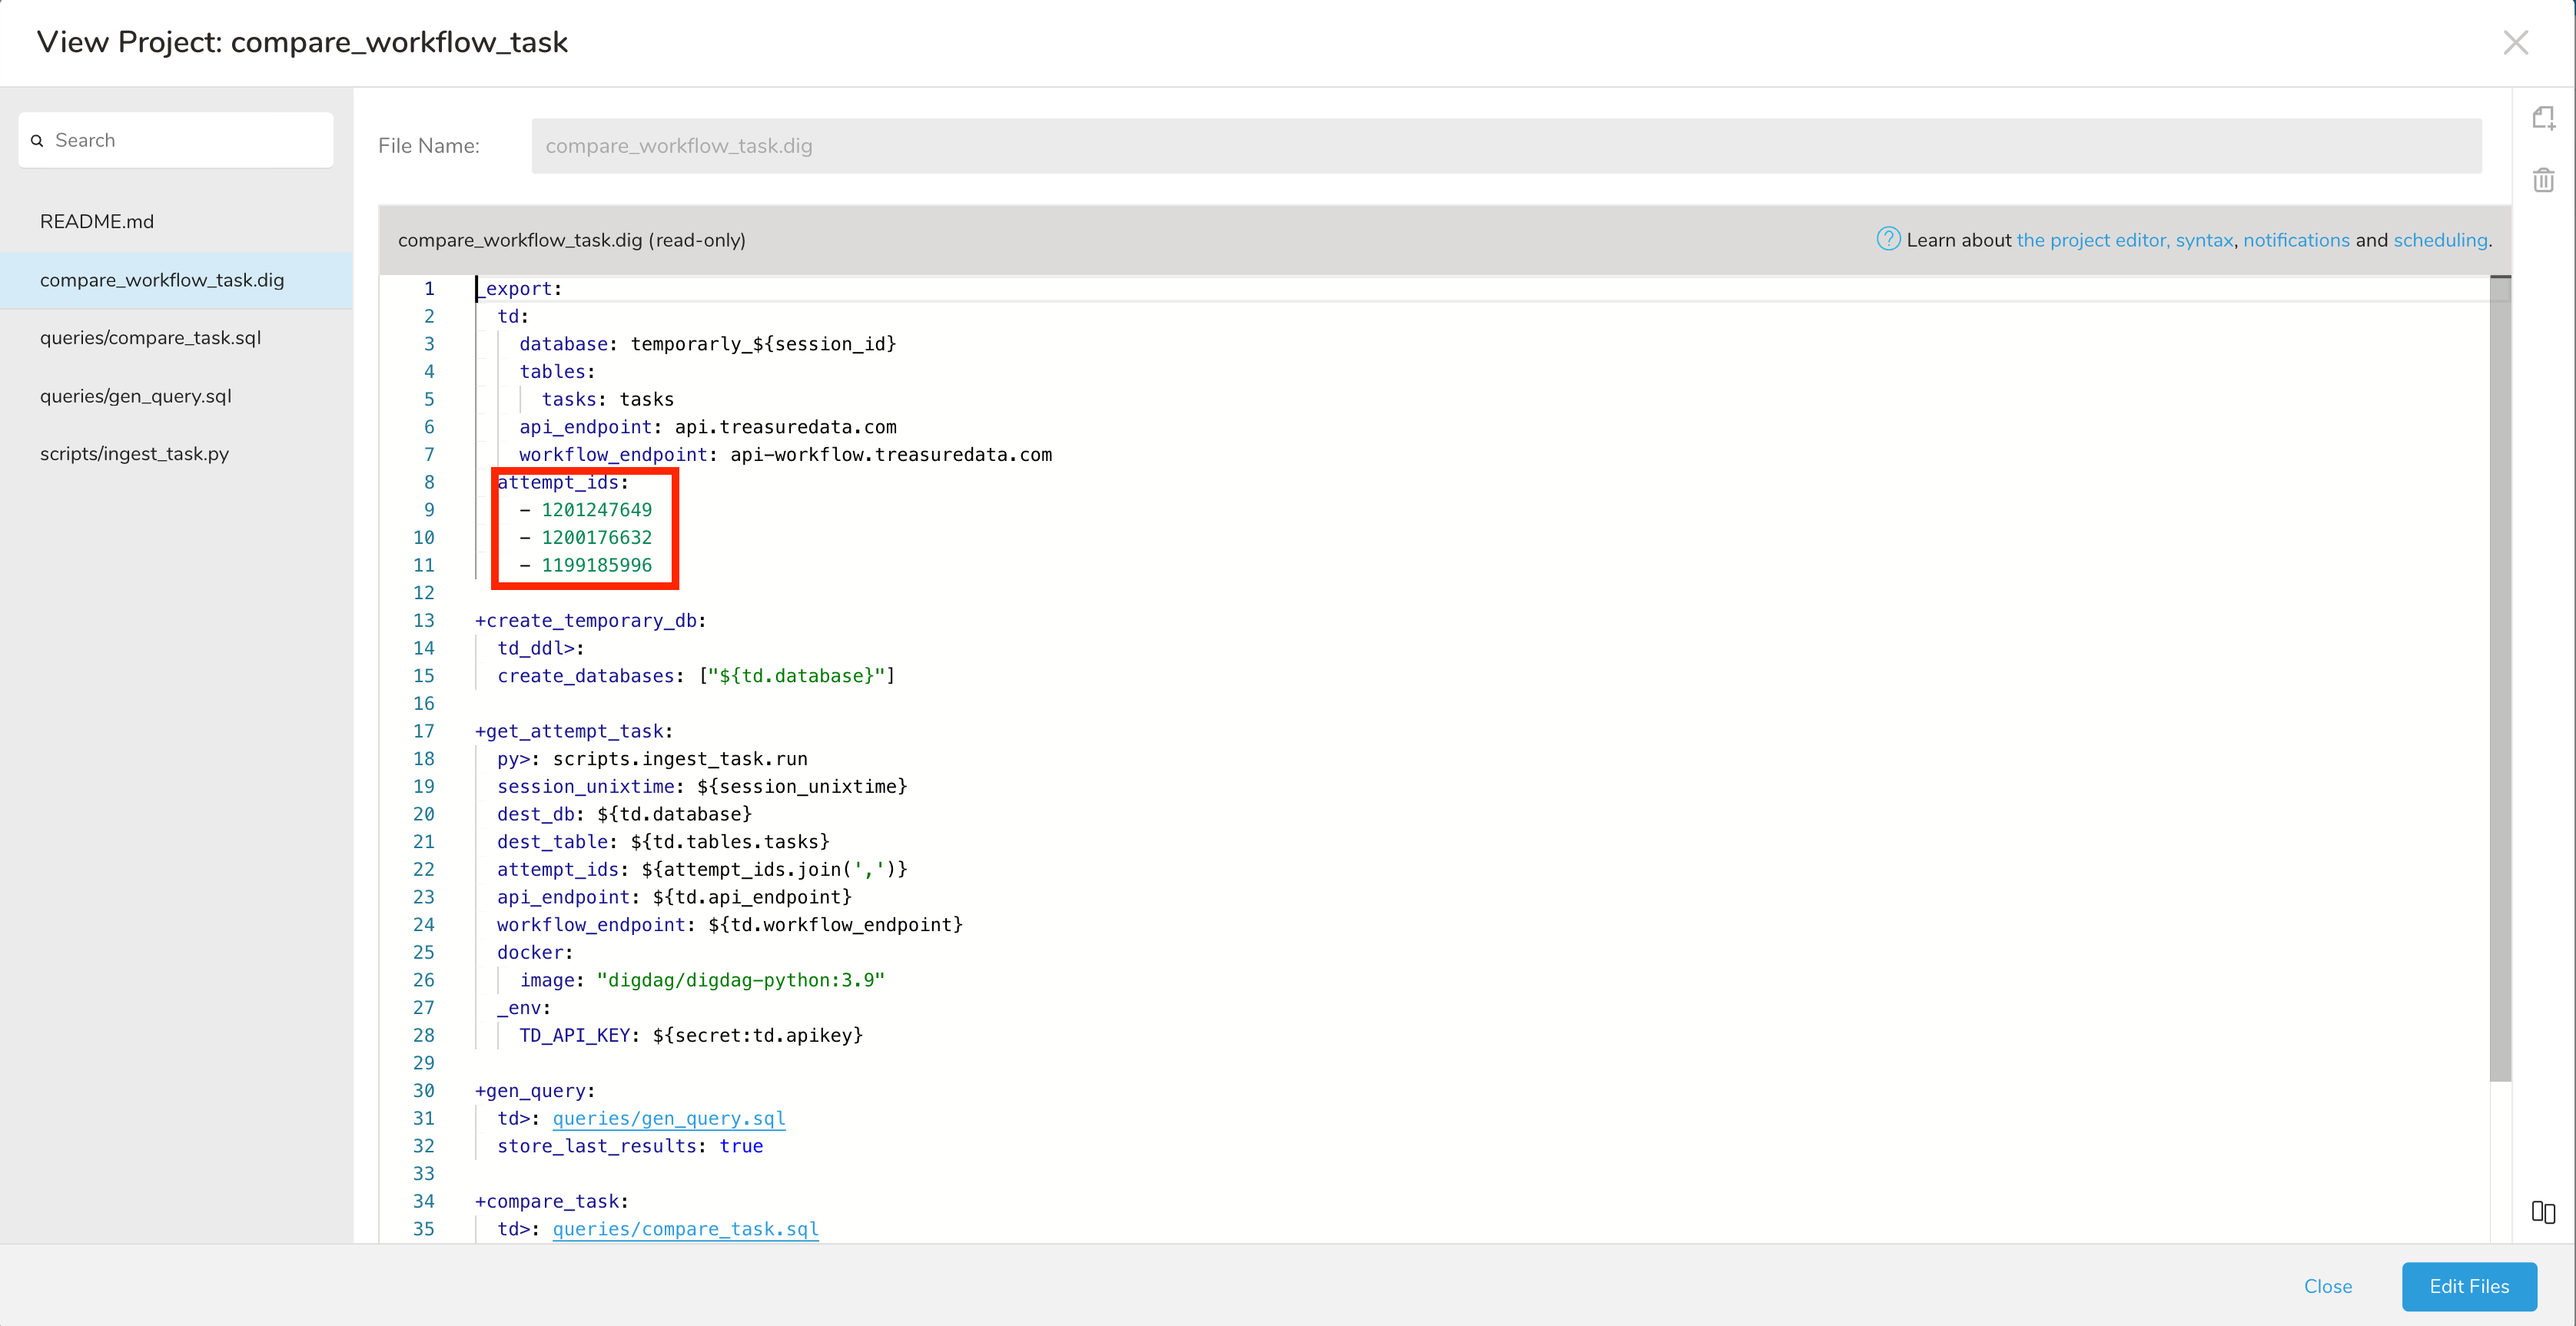 View Project: compare_workflow_task
Search
README.md
compare_workflow_task.dig
queries/compare_task.sql
queries/gen_query.sql
scripts/ingest_task.py
File Name: compare_workflow_task.dig
compare_workflow_task.dig (read-only)
Learn about the project editor, syntax, notifications and scheduling.
1 _export:
2 td:
3 database: temporarly_${session_id}
4 tables:
5 tasks: tasks
6 api_endpoint: api.treasuredata.com
7 workflow_endpoint: api-workflow.treasuredata.com
8 attempt_ids:
9 - 1201247649
10 - 1200176632
11 - 1199185996
12
13 +create_temporary_db:
14 td_ddl>:
15 create_databases: ["${td.database}"]
16
17 +get_attempt_task:
18 py>: scripts.ingest_task.run
19 session_unixtime: ${session_unixtime}
20 dest_db: ${td.database}
21 dest_table: ${td.tables.tasks}
22 attempt_ids: ${attempt_ids.join(',')}
23 api_endpoint: ${td.api_endpoint}
24 workflow_endpoint: ${td.workflow_endpoint}
25 docker:
26 image: "digdag/digdag-python:3.9"
27 _env:
28 TD_API_KEY: ${secret:td.apikey}
29
30 +gen_query:
31 td>: queries/gen_query.sql
32 store_last_results: true
33
34 +compare_task:
35 td>: queries/compare_task.sql
Close
Edit Files